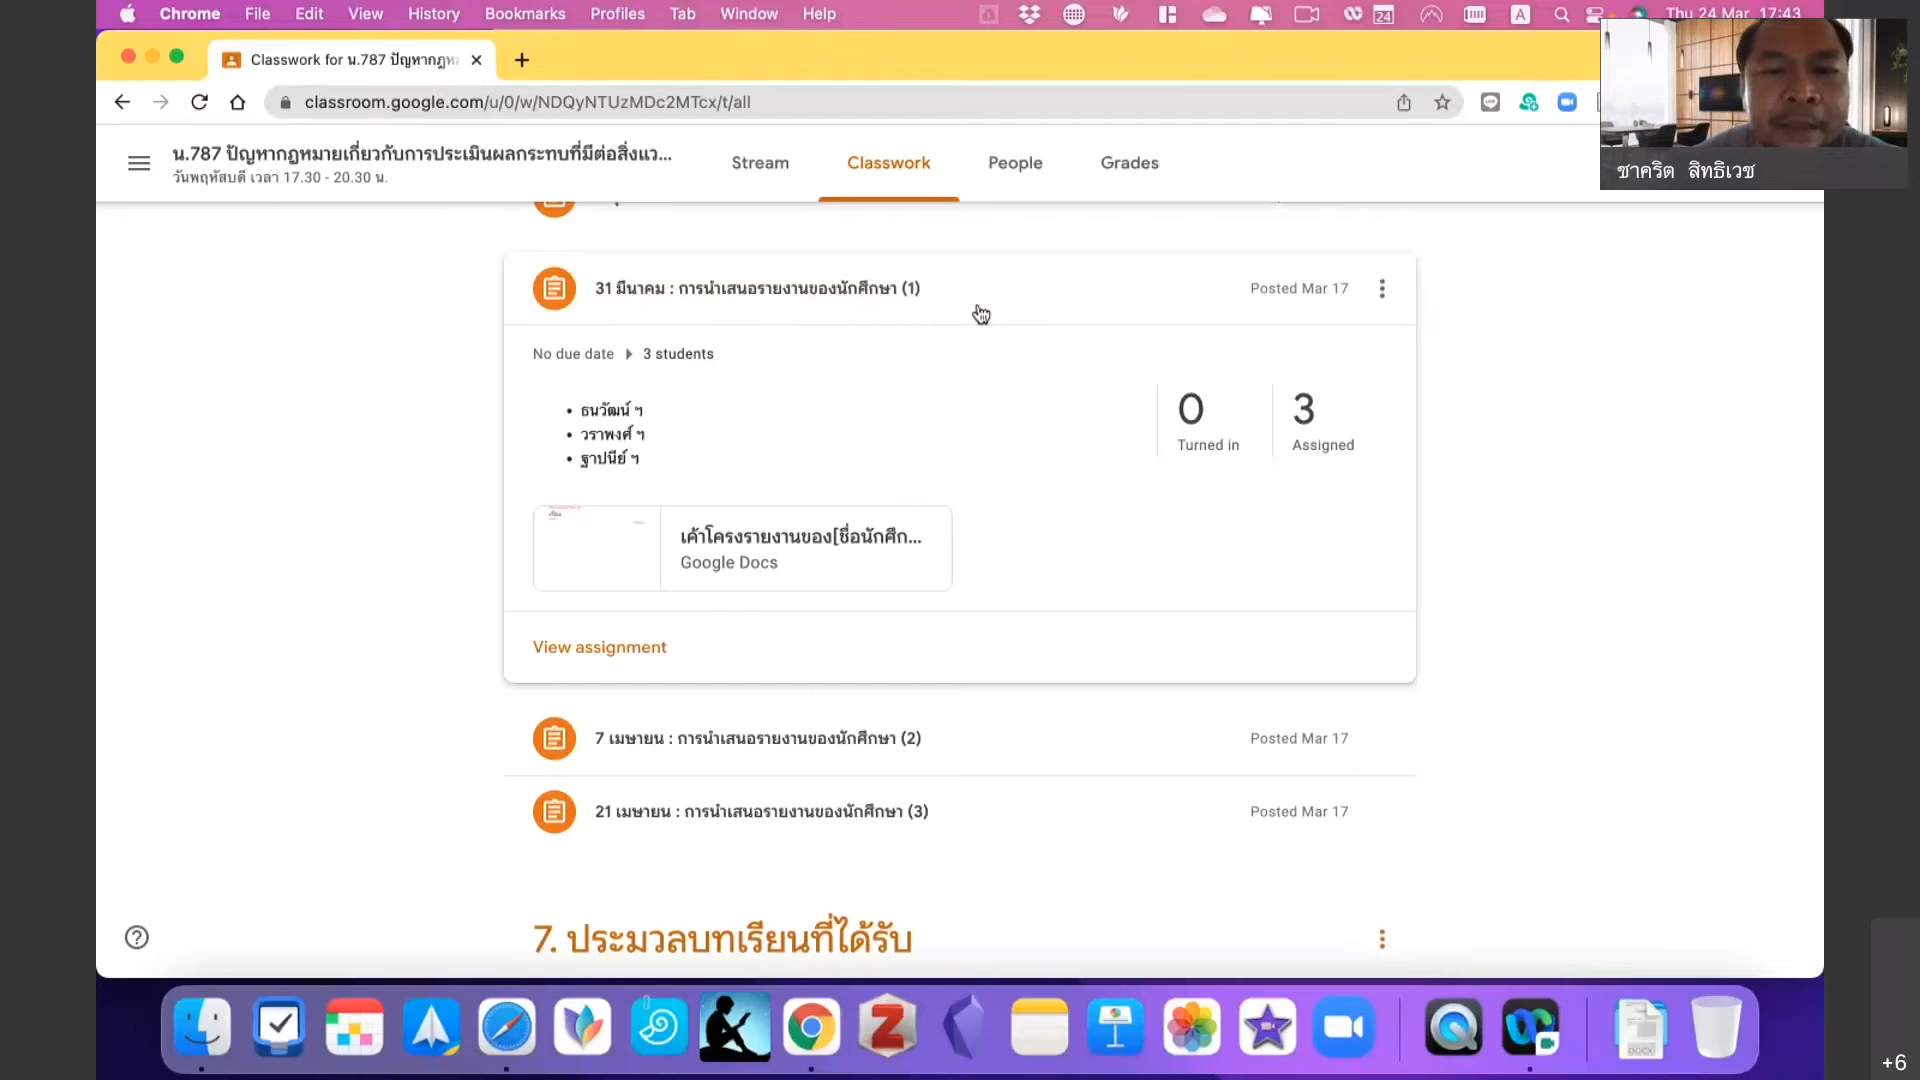 Chrome File Edit View History Bookmarks Profiles Tab Window Help
24
A
Thu 24 Mar 17:43
Classwork for น.787 ปัญหากฎห
classroom.google.com/u/0/w/NDQyNTUzMDc2MTcx/t/all
น.787 ปัญหากฎหมายเกี่ยวกับการประเมินผลกระทบที่มีต่อสิ่งแว...
วันพฤหัสบดี เวลา 17.30 - 20.30 น.
Stream Classwork People Grades
ชาคริต สิทธิเวช
31 มีนาคม : การนำเสนอรายงานของนักศึกษา (1)
Posted Mar 17
No due date 3 students
• ธนวัฒน์ ฯ
• วราพงศ์ ฯ
• ฐาปนีย์ ฯ
0
Turned in
3
Assigned
เค้าโครงรายงานของ[ชื่อนักศึก...
Google Docs
View assignment
7 เมษายน : การนำเสนอรายงานของนักศึกษา (2)
Posted Mar 17
21 เมษายน : การนำเสนอรายงานของนักศึกษา (3)
Posted Mar 17
7. ประมวลบทเรียนที่ได้รับ
DOCX
+6